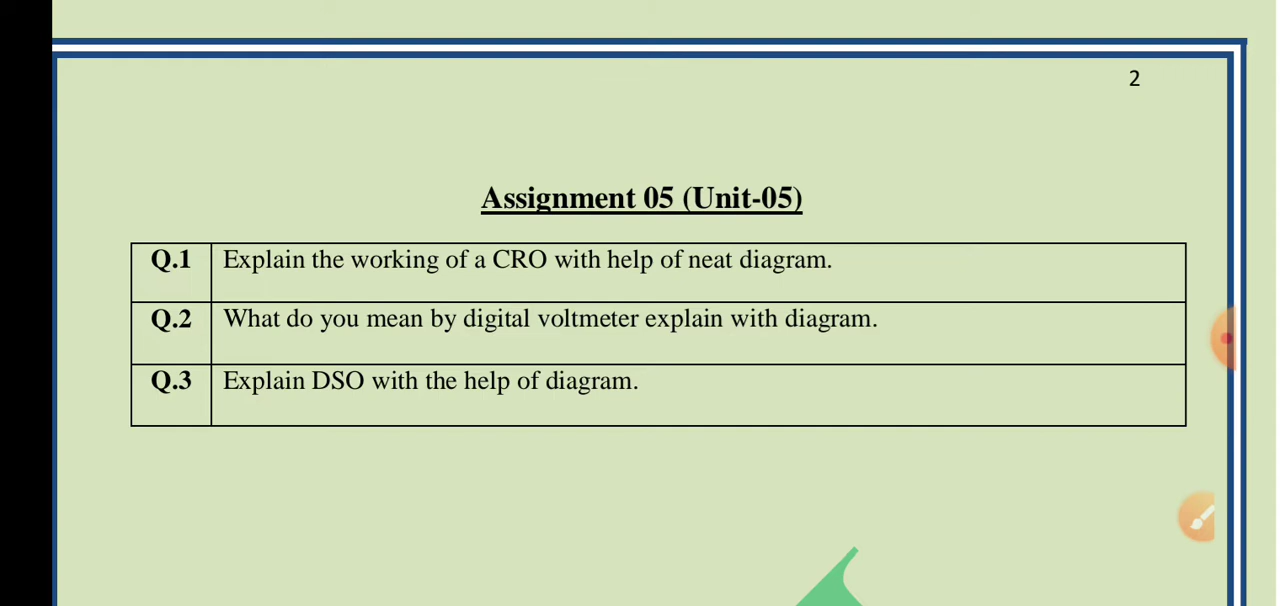 2
Assignment 05 (Unit-05)
Q.1 Explain the working of a CRO with help of neat diagram.
Q.2 What do you mean by digital voltmeter explain with diagram.
Q.3 Explain DSO with the help of diagram.